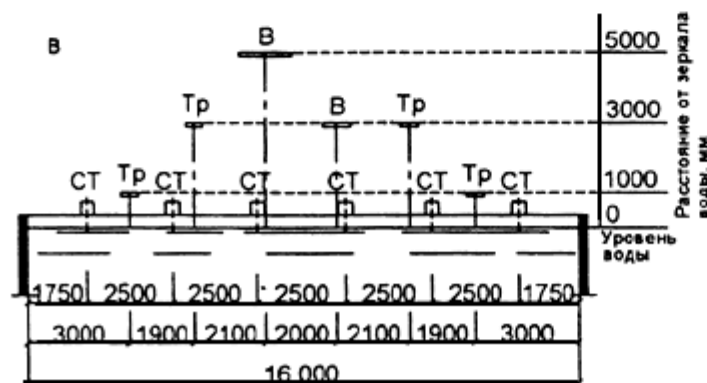 в
В
5000
Тр
В
Тр
3000
СТ
Тр
СТ
СТ
СТ
СТ
Тр
СТ
1000
0
Расстояние от зеркала
воды, мм
Уровень
воды
1750 2500 2500 2500 2500 2500 1750
3000 1900 2100 2000 2100 1900 3000
16 000